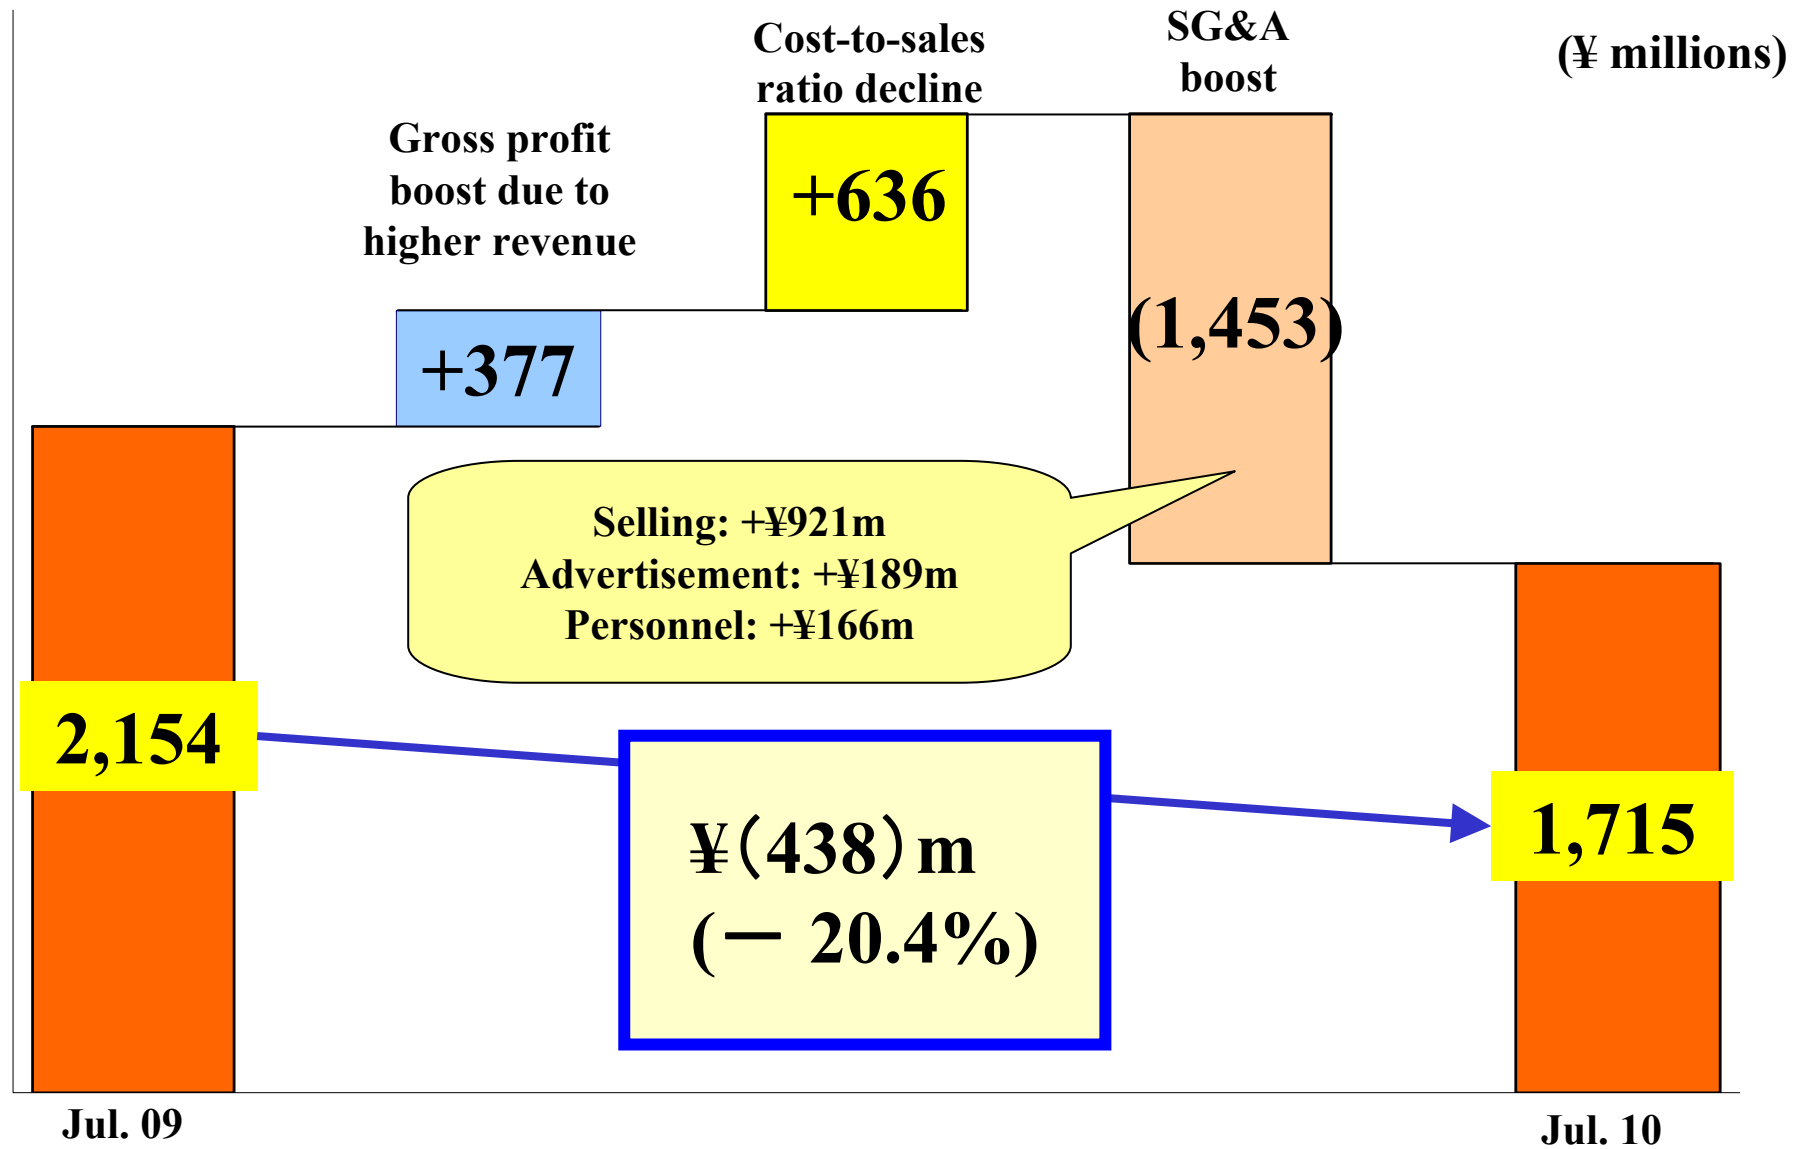 Cost-to-sales
ratio decline
SG&A
boost
(¥ millions)
Gross profit
boost due to
higher revenue
+636
+377
(1,453)
Selling: +¥921m
Advertisement: +¥189m
Personnel: +¥166m
2,154
¥（438）m
(－ 20.4%)
1,715
Jul. 09
Jul. 10